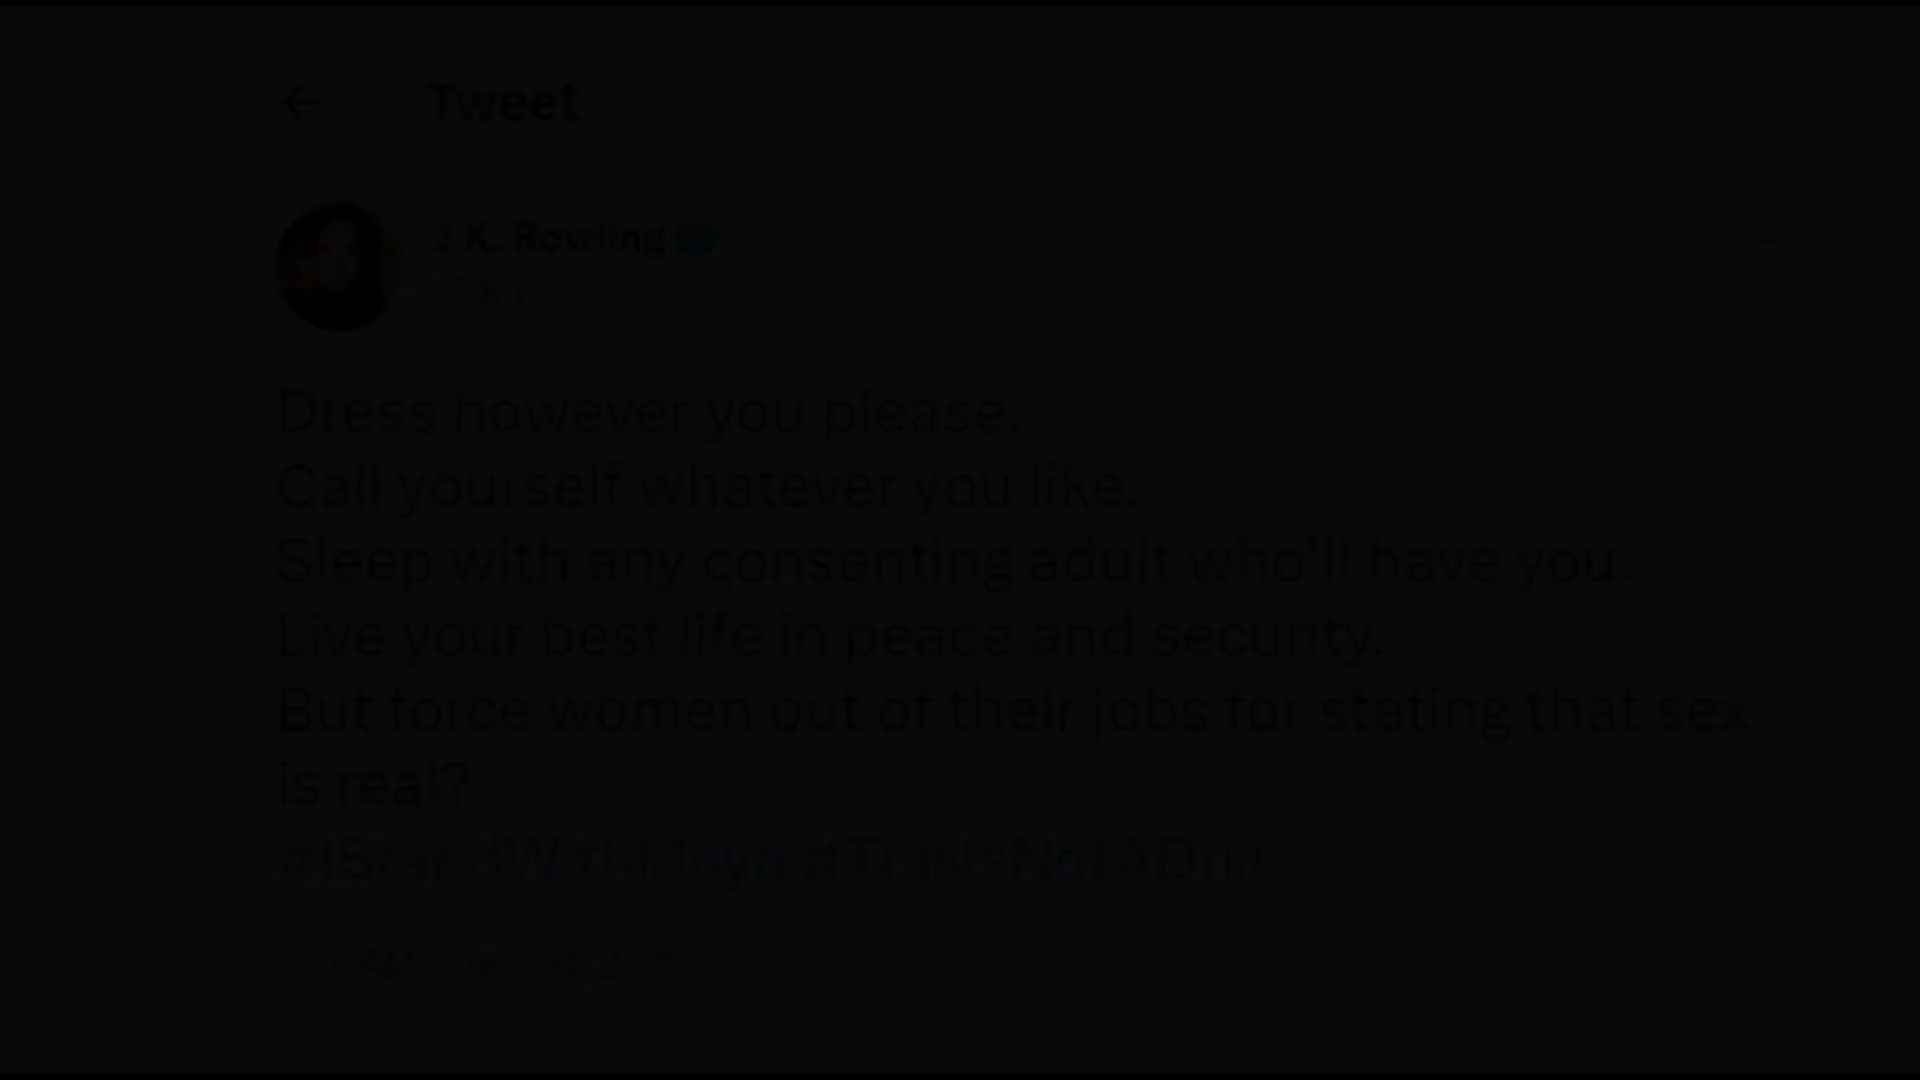 Tweet
J.K. Rowling
@jk_rowling
Dress however you please.
Call yourself whatever you like.
Sleep with any consenting adult who'll have you.
Live your best life in peace and security.
But force women out of their jobs for stating that sex
is real?
#IStandWithMaya #ThisIsNotADrill
1:57 AM · Dec 20, 2019